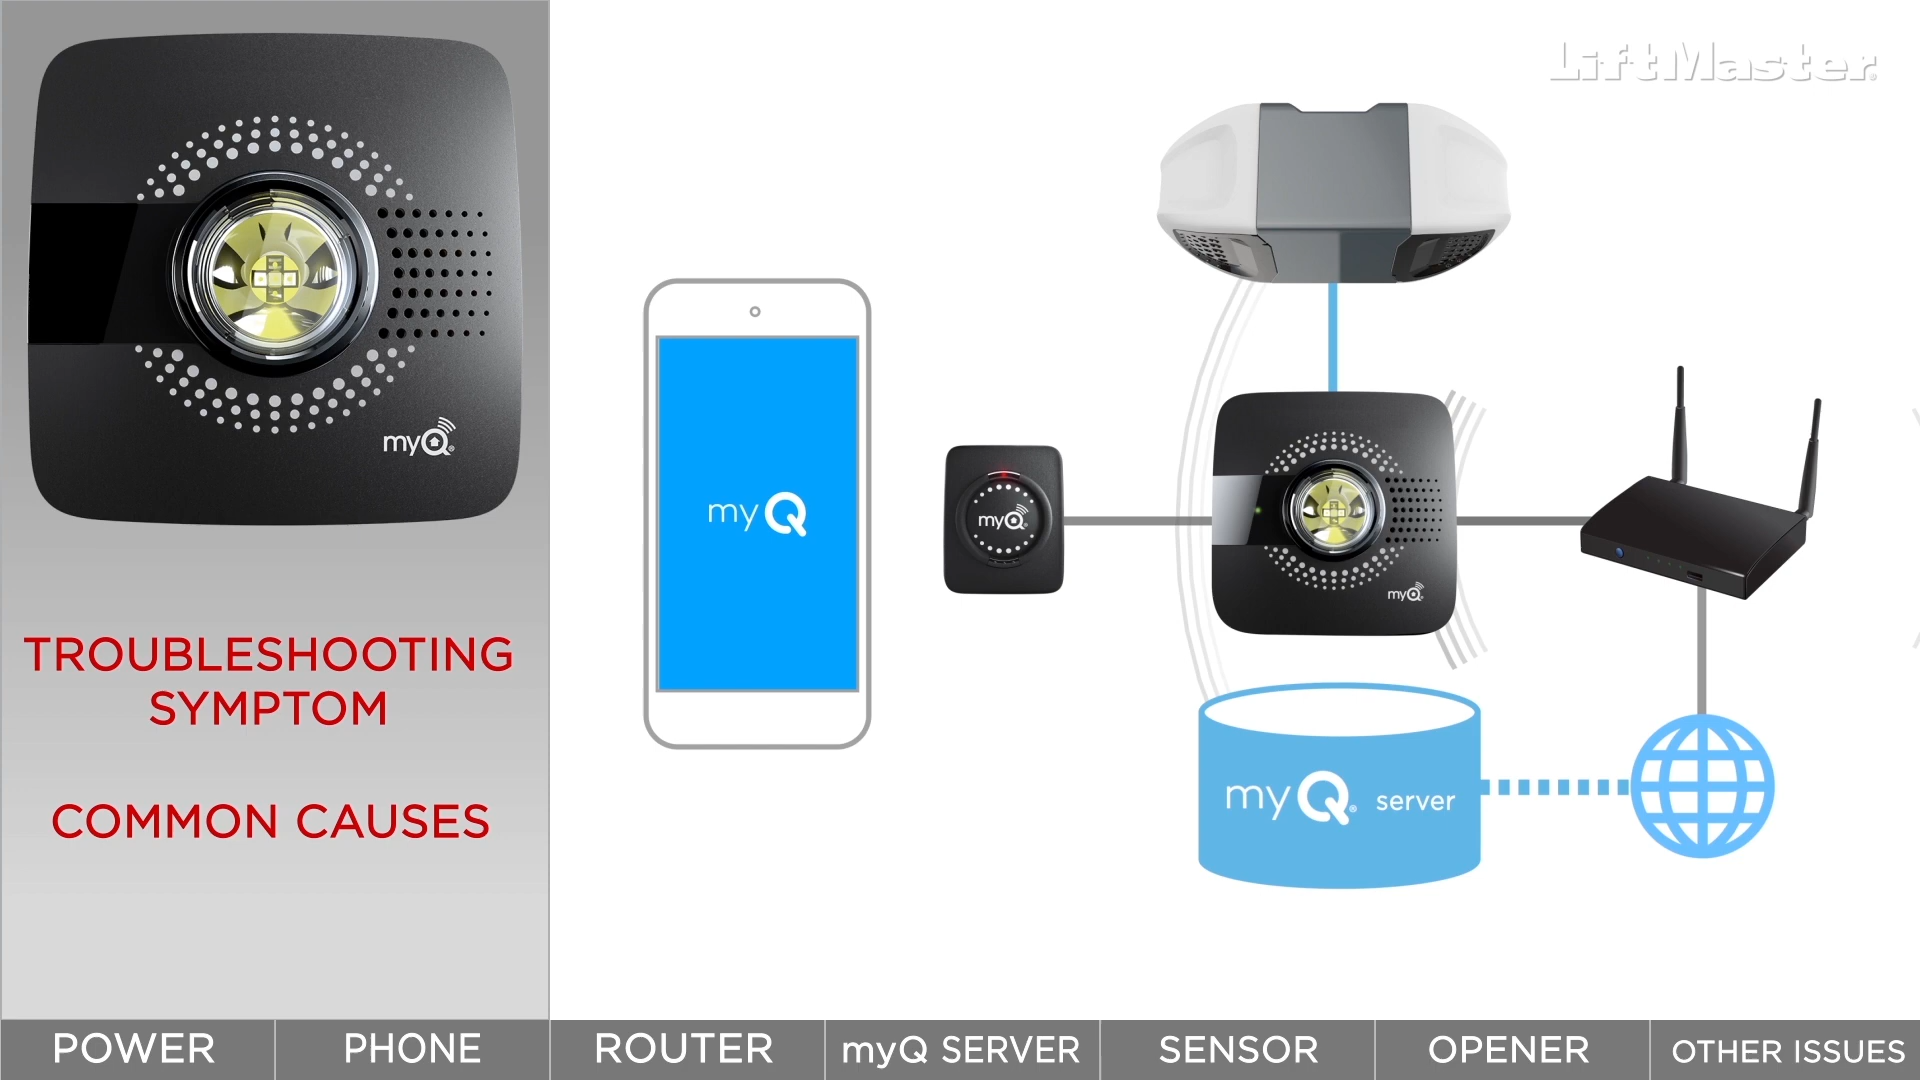 LiftMaster®
myQ®
TROUBLESHOOTING
SYMPTOM
COMMON CAUSES
myQ
myQ
myQ®
myQ® server
POWER
PHONE
ROUTER
myQ SERVER
SENSOR
OPENER
OTHER ISSUES